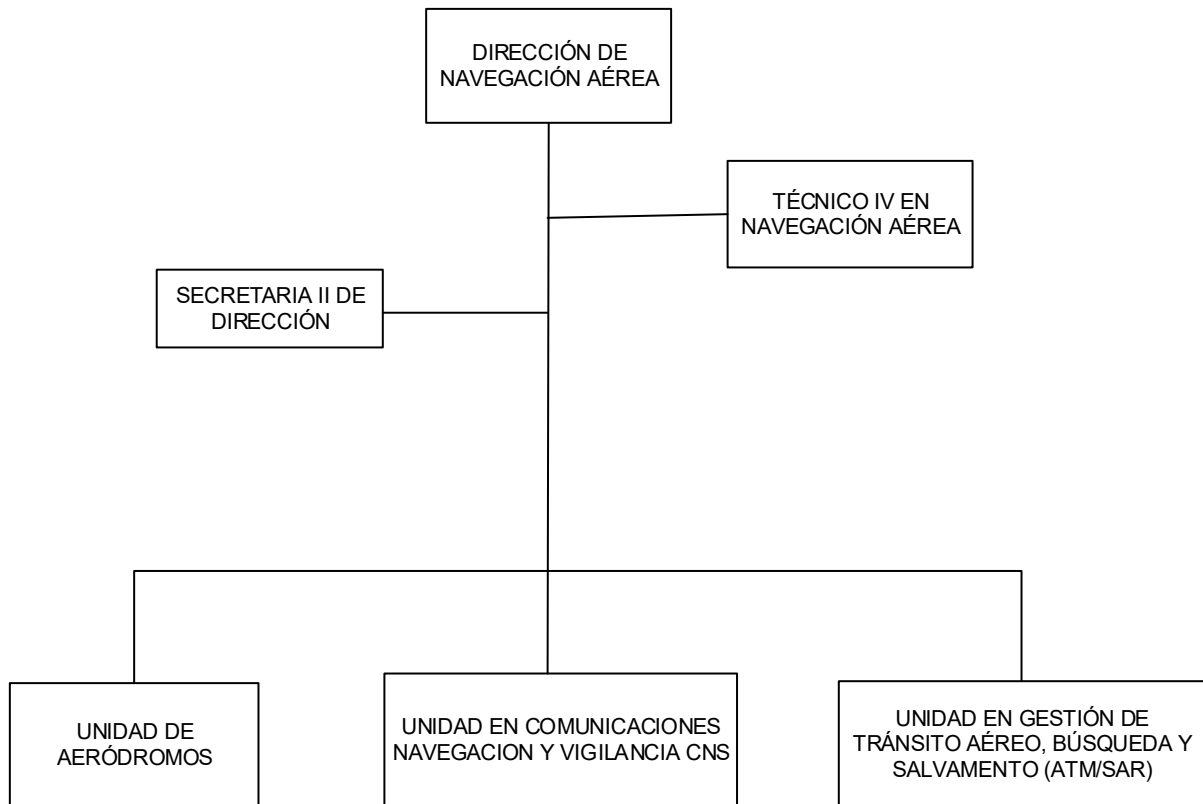 DIRECCIÓN DE
NAVEGACIÓN AÉREA
TÉCNICO IV EN
NAVEGACIÓN AÉREA
SECRETARIA II DE
DIRECCIÓN
UNIDAD DE
AERÓDROMOS
UNIDAD EN COMUNICACIONES
NAVEGACION Y VIGILANCIA CNS
UNIDAD EN GESTIÓN DE
TRÁNSITO AÉREO, BÚSQUEDA Y
SALVAMENTO (ATM/SAR)